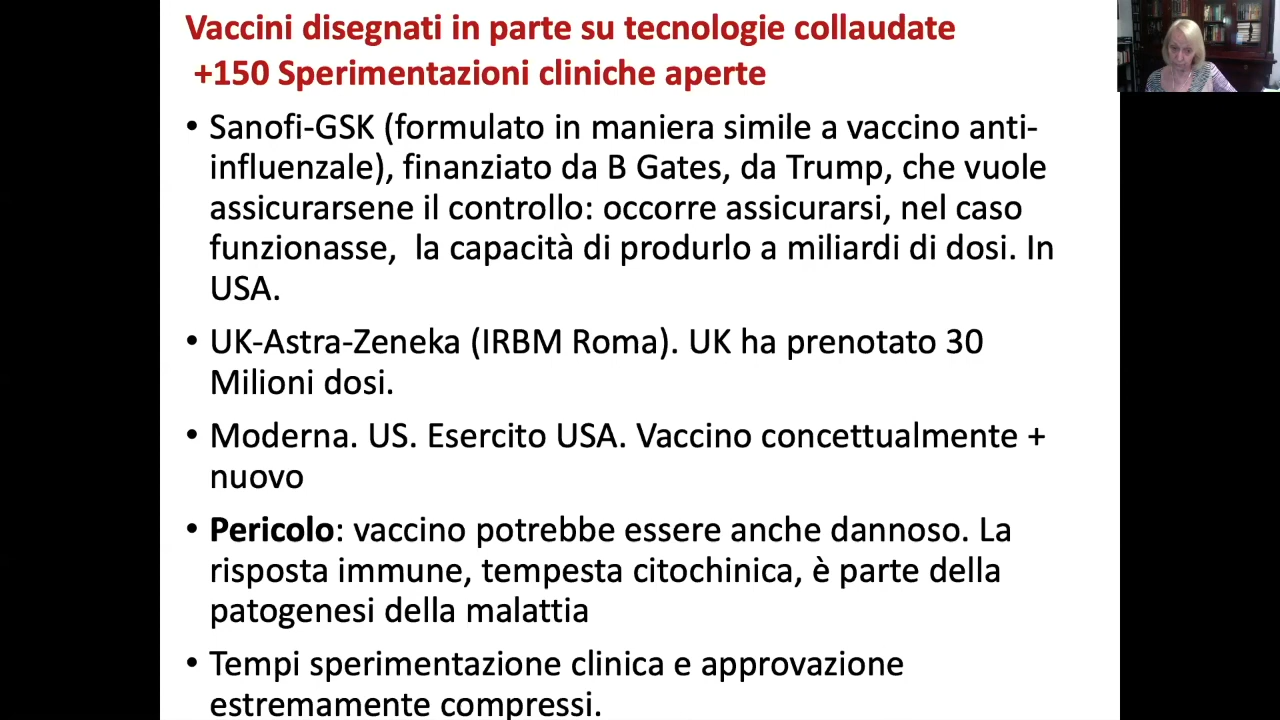 Vaccini disegnati in parte su tecnologie collaudate
+150 Sperimentazioni cliniche aperte
• Sanofi-GSK (formulato in maniera simile a vaccino anti-
influenzale), finanziato da B Gates, da Trump, che vuole
assicurarsene il controllo: occorre assicurarsi, nel caso
funzionasse, la capacità di produrlo a miliardi di dosi. In
USA.
• UK-Astra-Zeneka (IRBM Roma). UK ha prenotato 30
Milioni dosi.
• Moderna. US. Esercito USA. Vaccino concettualmente +
nuovo
• Pericolo: vaccino potrebbe essere anche dannoso. La
risposta immune, tempesta citochinica, è parte della
patogenesi della malattia
• Tempi sperimentazione clinica e approvazione
estremamente compressi.